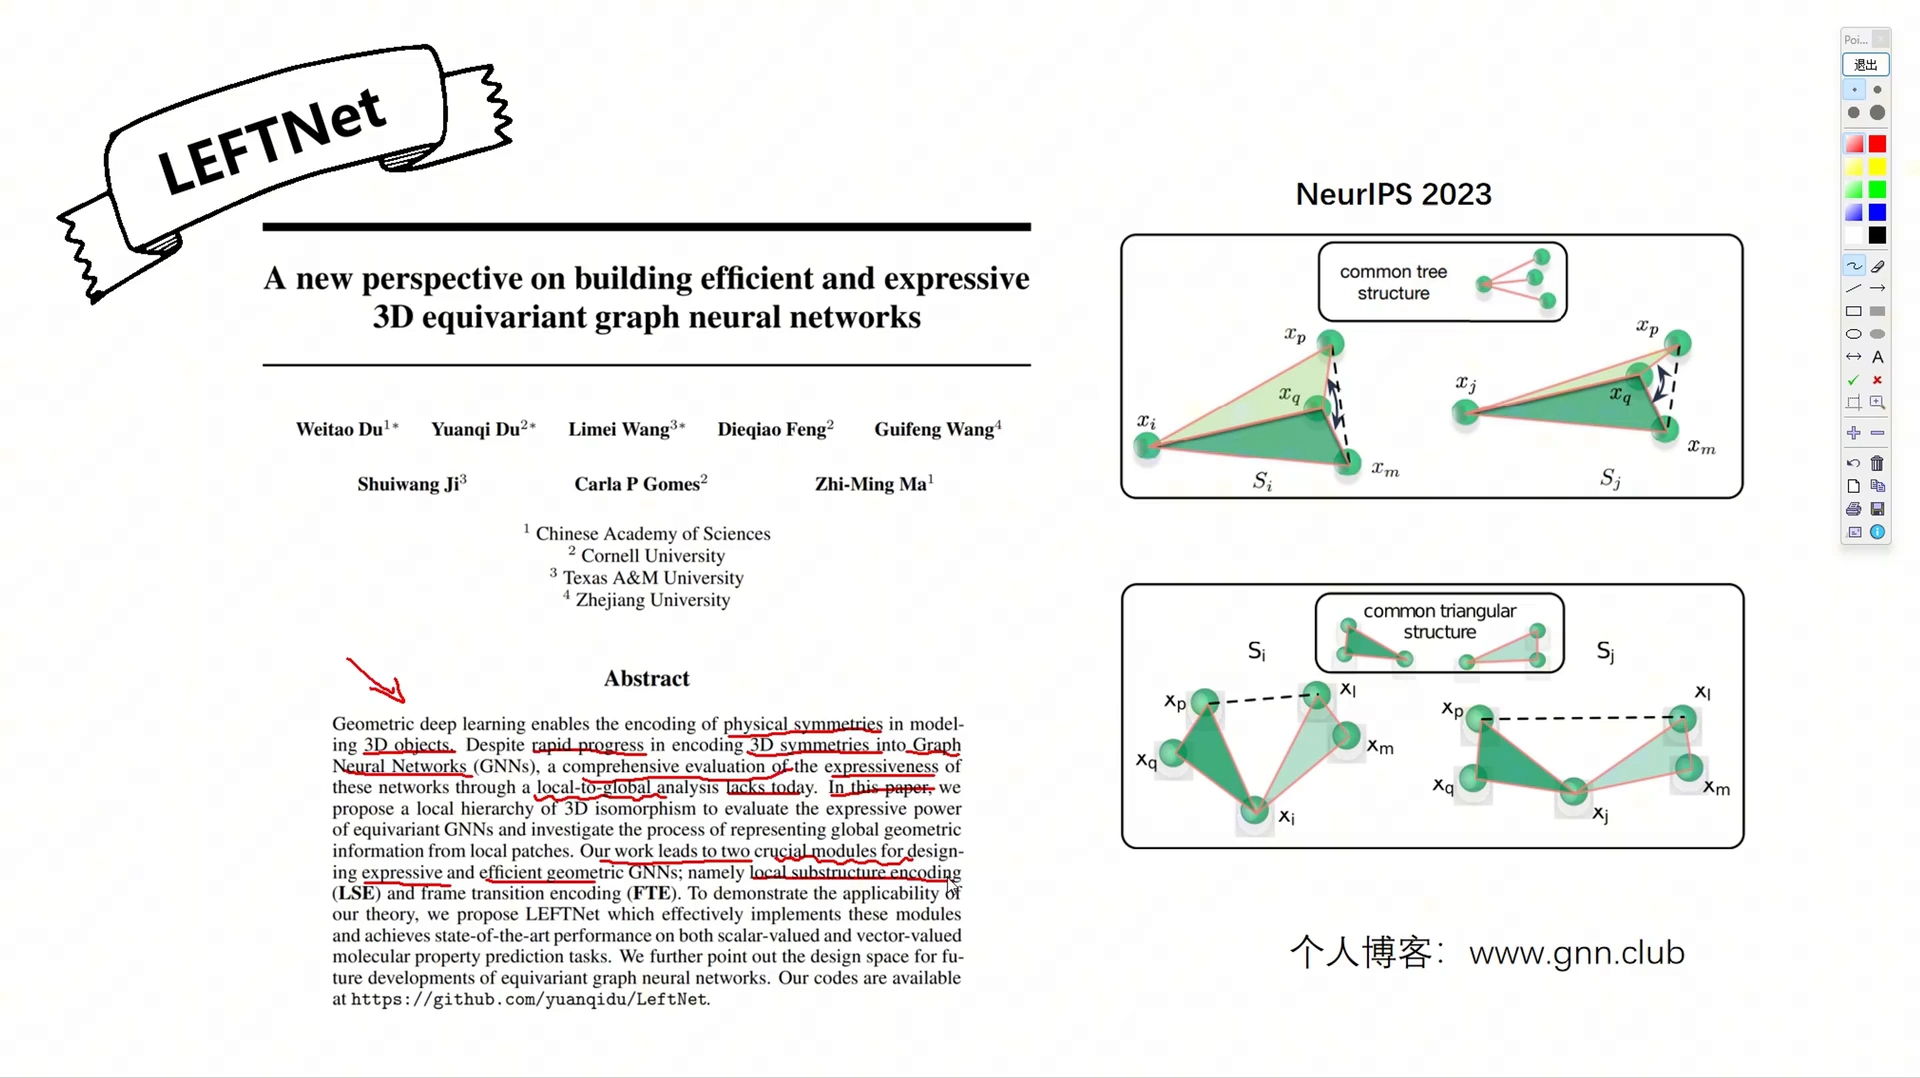 LEFTNet
A new perspective on building efficient and expressive
3D equivariant graph neural networks
Weitao Du1* Yuanqi Du2* Limei Wang3* Dieqiao Feng2 Guifeng Wang4
Shuiwang Ji3 Carla P Gomes2 Zhi-Ming Ma1
1 Chinese Academy of Sciences
2 Cornell University
3 Texas A&M University
4 Zhejiang University
Abstract
Geometric deep learning enables the encoding of physical symmetries in model-
ing 3D objects. Despite rapid progress in encoding 3D symmetries into Graph
Neural Networks (GNNs), a comprehensive evaluation of the expressiveness of
these networks through a local-to-global analysis lacks today. In this paper, we
propose a local hierarchy of 3D isomorphism to evaluate the expressive power
of equivariant GNNs and investigate the process of representing global geometric
information from local patches. Our work leads to two crucial modules for design-
ing expressive and efficient geometric GNNs; namely local substructure encoding
(LSE) and frame transition encoding (FTE). To demonstrate the applicability of
our theory, we propose LEFTNet which effectively implements these modules
and achieves state-of-the-art performance on both scalar-valued and vector-valued
molecular property prediction tasks. We further point out the design space for fu-
ture developments of equivariant graph neural networks. Our codes are available
at https://github.com/yuanqidu/LeftNet.
NeurIPS 2023
common tree
structure
xp
xq
xi
xm
Si
xp
xj
xq
xm
Sj
common triangular
structure
Si
Sj
xp
xl
xq
xm
xi
xp
xl
xq
xm
xj
个人博客：www.gnn.club
Poi...
退出
A